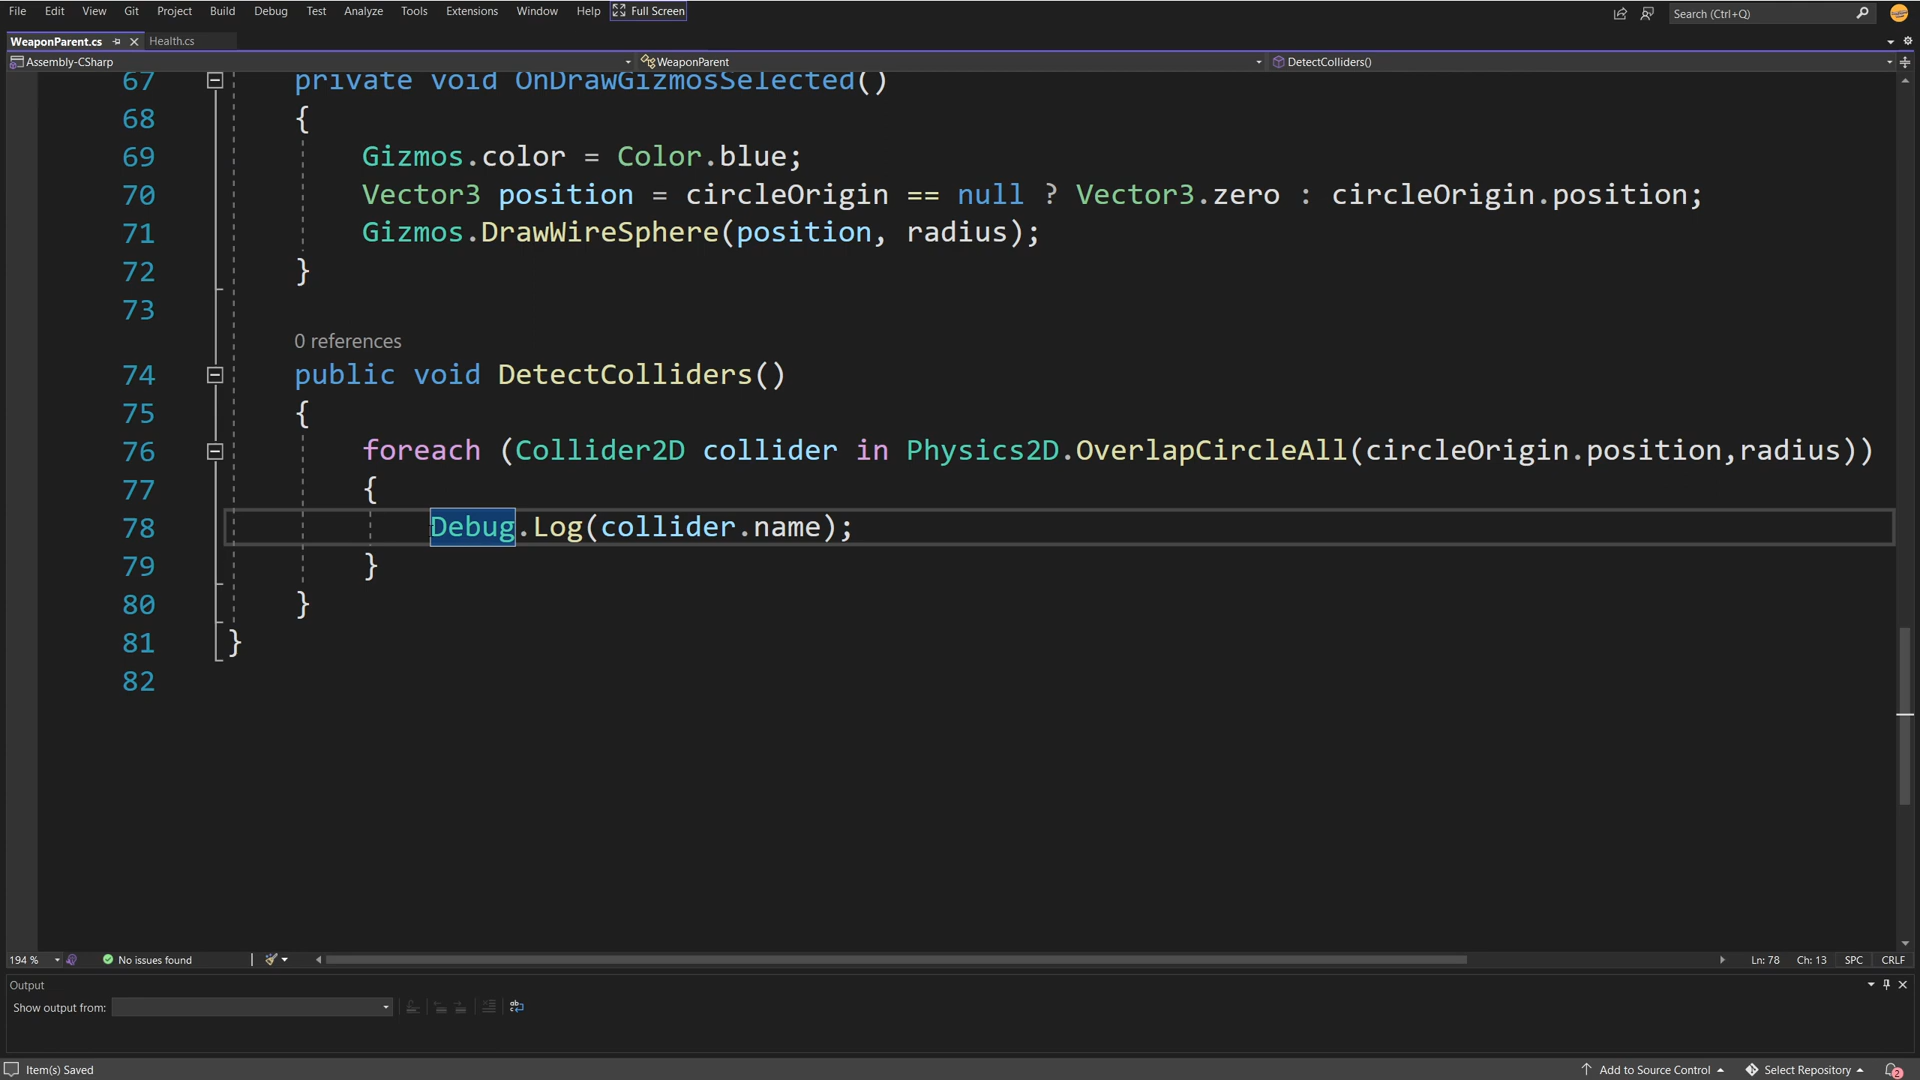 File Edit View Git Project Build Debug Test Analyze Tools Extensions Window Help Full Screen Search (Ctrl+Q)
WeaponParent.cs Health.cs
Assembly-CSharp WeaponParent DetectColliders()
67 private void OnDrawGizmosSelected()
68 {
69 Gizmos.color = Color.blue;
70 Vector3 position = circleOrigin == null ? Vector3.zero : circleOrigin.position;
71 Gizmos.DrawWireSphere(position, radius);
72 }
73
0 references
74 public void DetectColliders()
75 {
76 foreach (Collider2D collider in Physics2D.OverlapCircleAll(circleOrigin.position,radius))
77 {
78 Debug.Log(collider.name);
79 }
80 }
81 }
82
194 % No issues found Ln: 78 Ch: 13 SPC CRLF
Output
Show output from:
Item(s) Saved Add to Source Control Select Repository 2